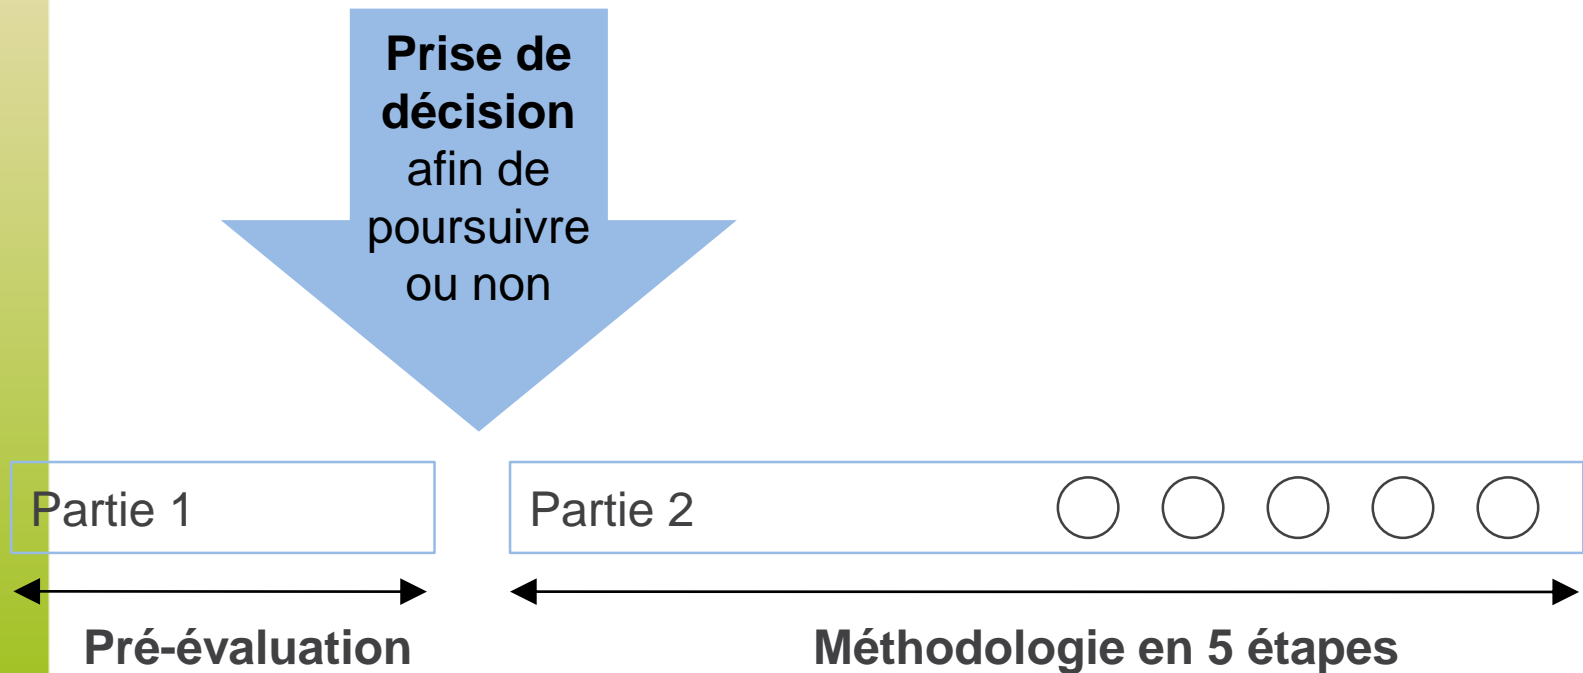 Prise de
décision
afin de
poursuivre
ou non
Partie 1
Partie 2
Pré-évaluation
Méthodologie en 5 étapes